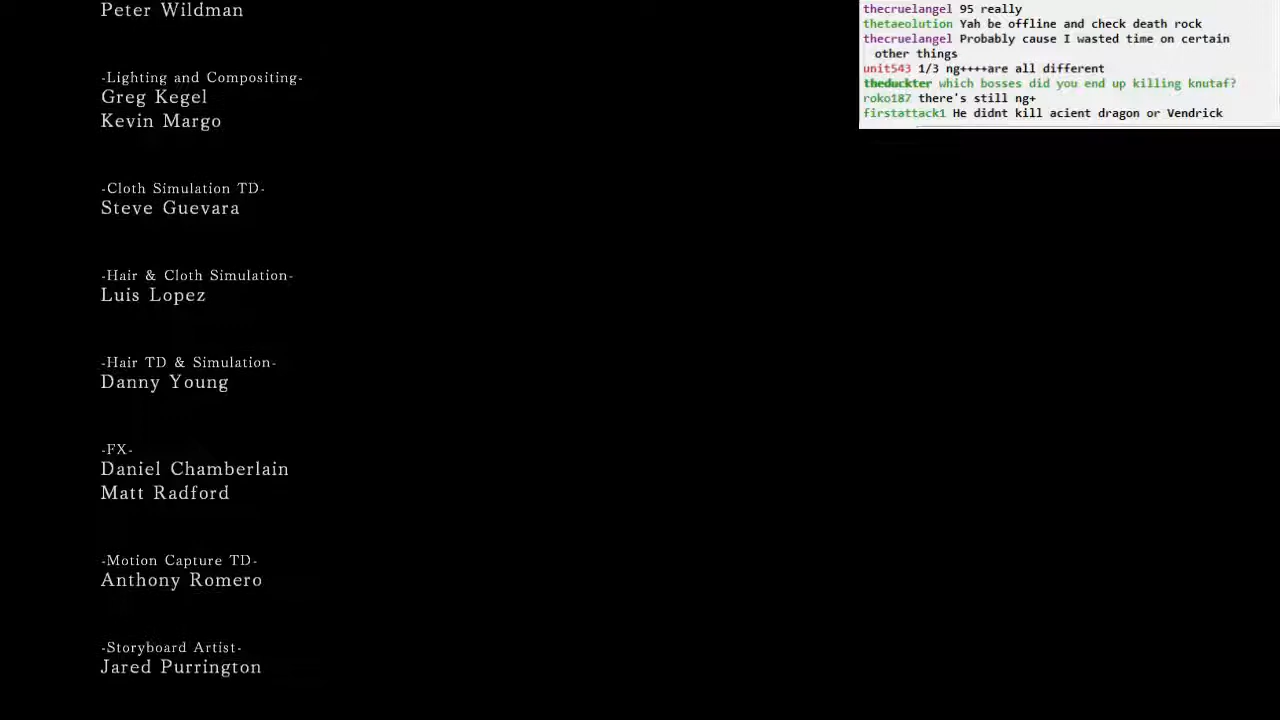 Peter Wildman
-Lighting and Compositing-
Greg Kegel
Kevin Margo
-Cloth Simulation TD-
Steve Guevara
-Hair & Cloth Simulation-
Luis Lopez
-Hair TD & Simulation-
Danny Young
-FX-
Daniel Chamberlain
Matt Radford
-Motion Capture TD-
Anthony Romero
-Storyboard Artist-
Jared Purrington
thecruelangel 95 really
thetaeolution Yah be offline and check death rock
thecruelangel Probably cause I wasted time on certain
other things
unit543 1/3 ng++++are all different
theduckter which bosses did you end up killing knutaf?
roko187 there's still ng+
firstattack1 He didnt kill acient dragon or Vendrick